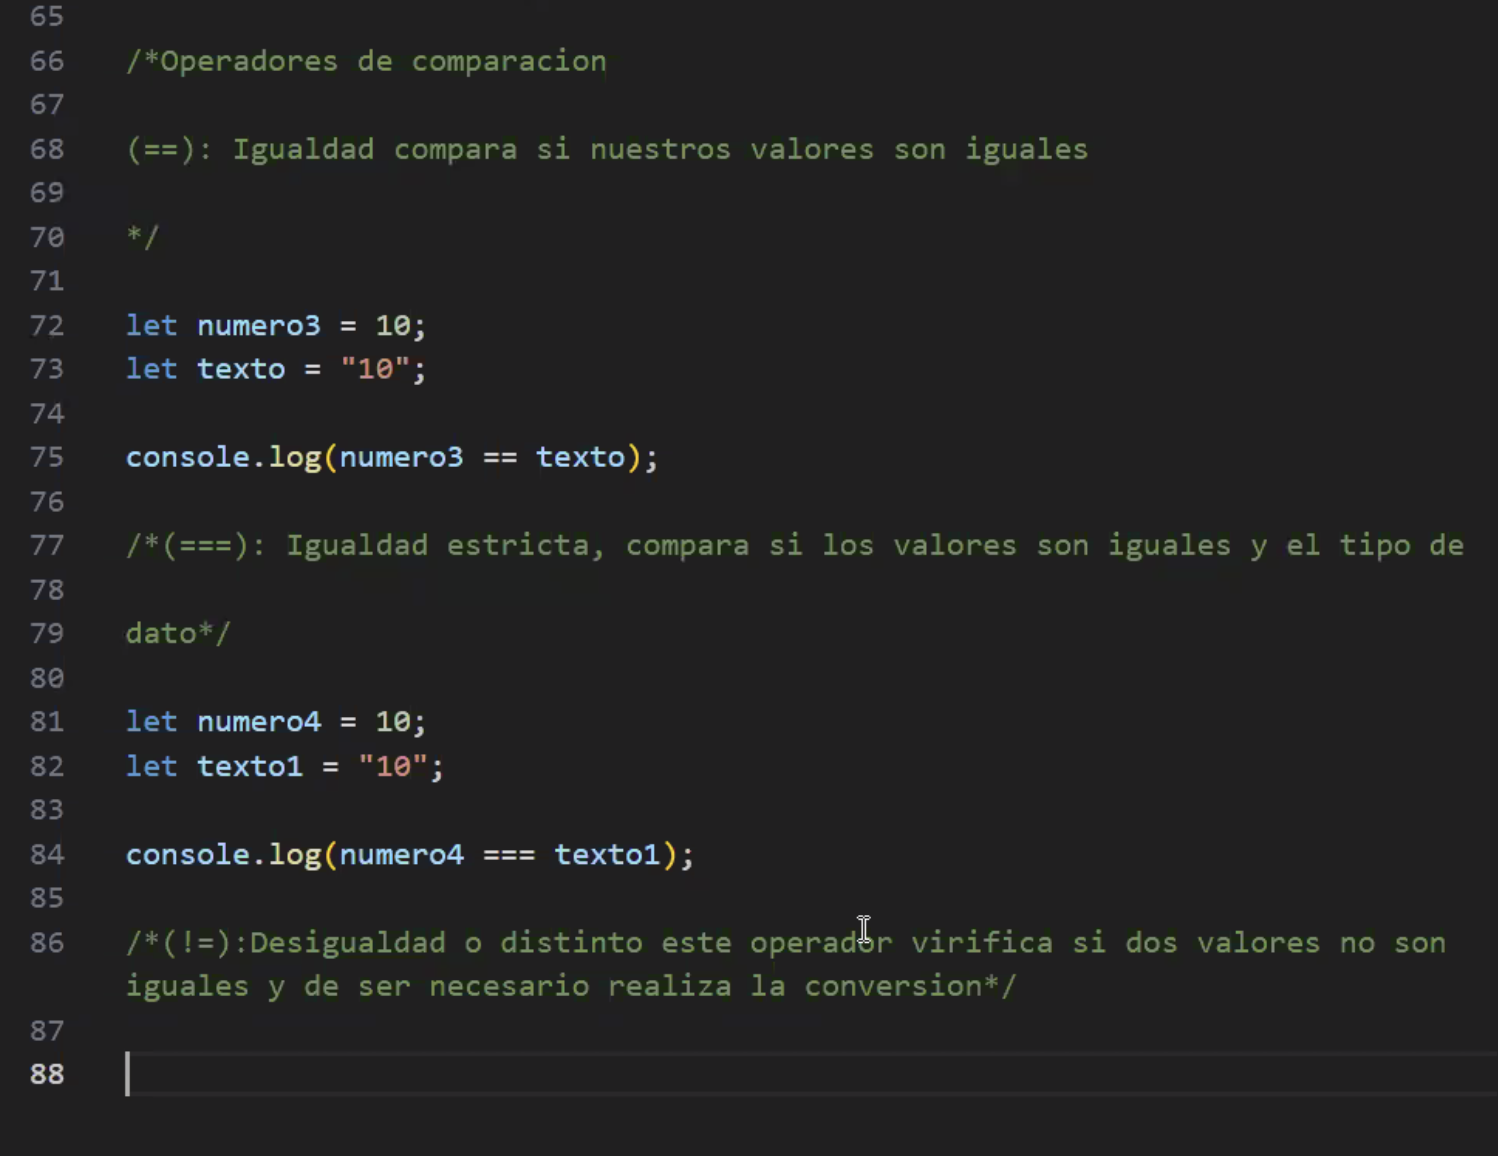 65
66 /*Operadores de comparacion
67
68 (==): Igualdad compara si nuestros valores son iguales
69
70 */
71
72 let numero3 = 10;
73 let texto = "10";
74
75 console.log(numero3 == texto);
76
77 /*(===): Igualdad estricta, compara si los valores son iguales y el tipo de
78
79 dato*/
80
81 let numero4 = 10;
82 let texto1 = "10";
83
84 console.log(numero4 === texto1);
85
86 /*(!=):Desigualdad o distinto este operador virifica si dos valores no son
iguales y de ser necesario realiza la conversion*/
87
88